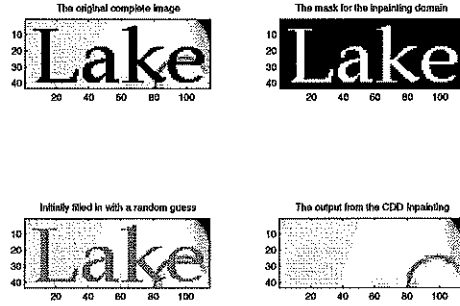 The original complete image
10
20
30
40
Lake
20 40 60 80 100
The mask for the inpainting domain
10
20
30
40
Lake
20 40 60 80 100
Initially filled in with a random guess
10
20
30
40
Lake
20 40 60 80 100
The output from the CDD inpainting
10
20
30
40
20 40 60 80 100